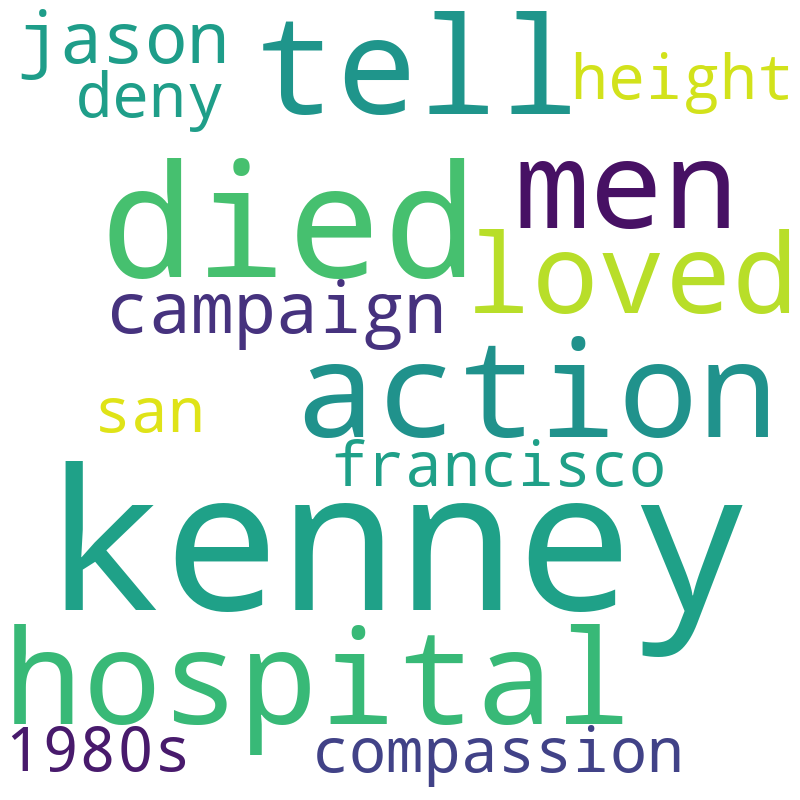 jason
tell
height
deny
died
men
loved
campaign
action
san
francisco
kenney
hospital
1980s
compassion